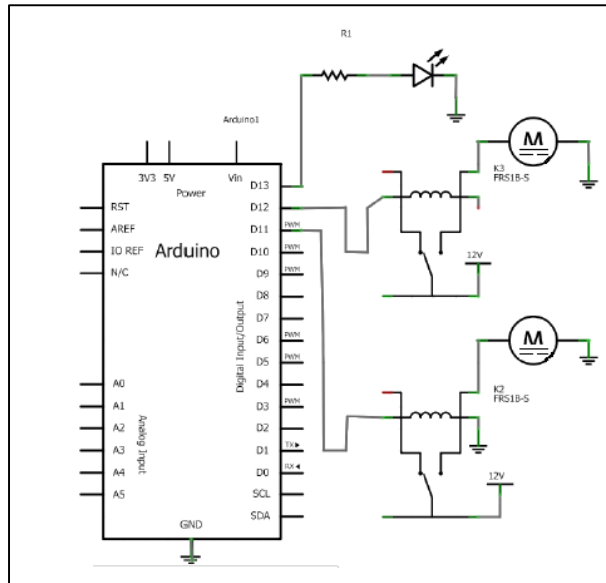 R1
Arduino1
3V3 5V Vin
Power
Arduino
RST
AREF
IO REF
N/C
A0
A1
A2
A3
A4
A5
Analog Input
Digital Input/Output
D13
D12
D11 PWM
D10 PWM
D9 PWM
D8
D7
D6 PWM
D5 PWM
D4
D3 PWM
D2
D1 TX▶
D0 RX◀
SCL
SDA
GND
M
K3
FRS1B-S
12V
M
K2
FRS1B-S
12V